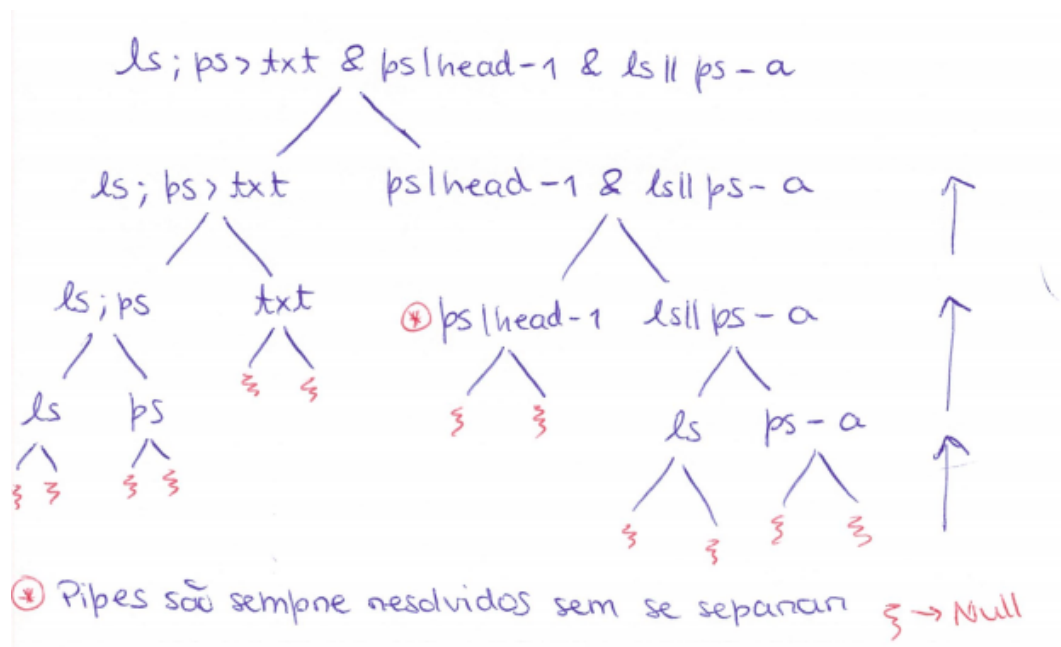 ls; ps > txt & ps|head-1 & ls || ps - a
ls; ps > txt ps|head -1 & ls|| ps - a
ls; ps txt * ps|head-1 ls|| ps - a
ξ ξ
ls ps ξ ξ ls ps - a
ξ ξ ξ ξ ξ ξ ξ ξ
* Pipes são sempre resolvidos sem se separar ξ → Null